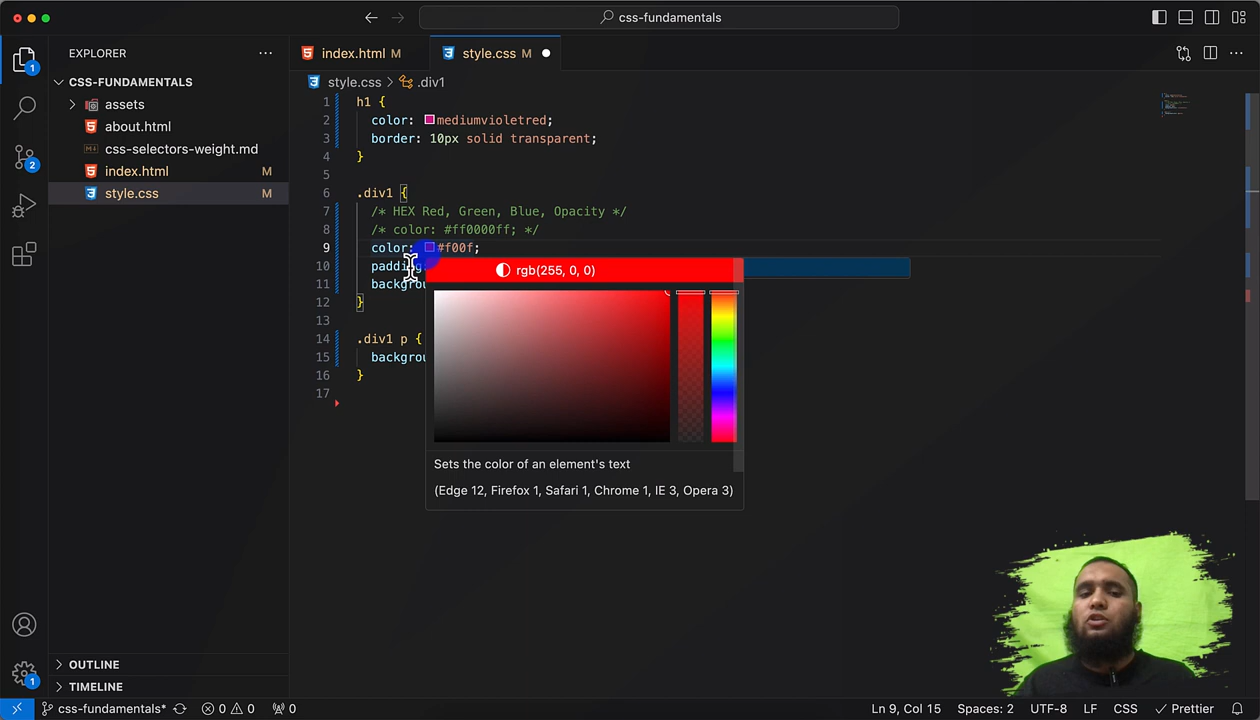 css-fundamentals
EXPLORER
index.html M
style.css M
CSS-FUNDAMENTALS
style.css > .div1
assets
about.html
css-selectors-weight.md
index.html M
style.css M
1
2
1
1 h1 {
2 color: mediumvioletred;
3 border: 10px solid transparent;
4 }
5
6 .div1 {
7 /* HEX Red, Green, Blue, Opacity */
8 /* color: #ff0000ff; */
9 color: #f00f;
10 padding:
11 backgrou
12 }
13
14 .div1 p {
15 backgrou
16 }
17
rgb(255, 0, 0)
Sets the color of an element's text
(Edge 12, Firefox 1, Safari 1, Chrome 1, IE 3, Opera 3)
OUTLINE
TIMELINE
css-fundamentals* 0 0 0 Ln 9, Col 15 Spaces: 2 UTF-8 LF CSS Prettier